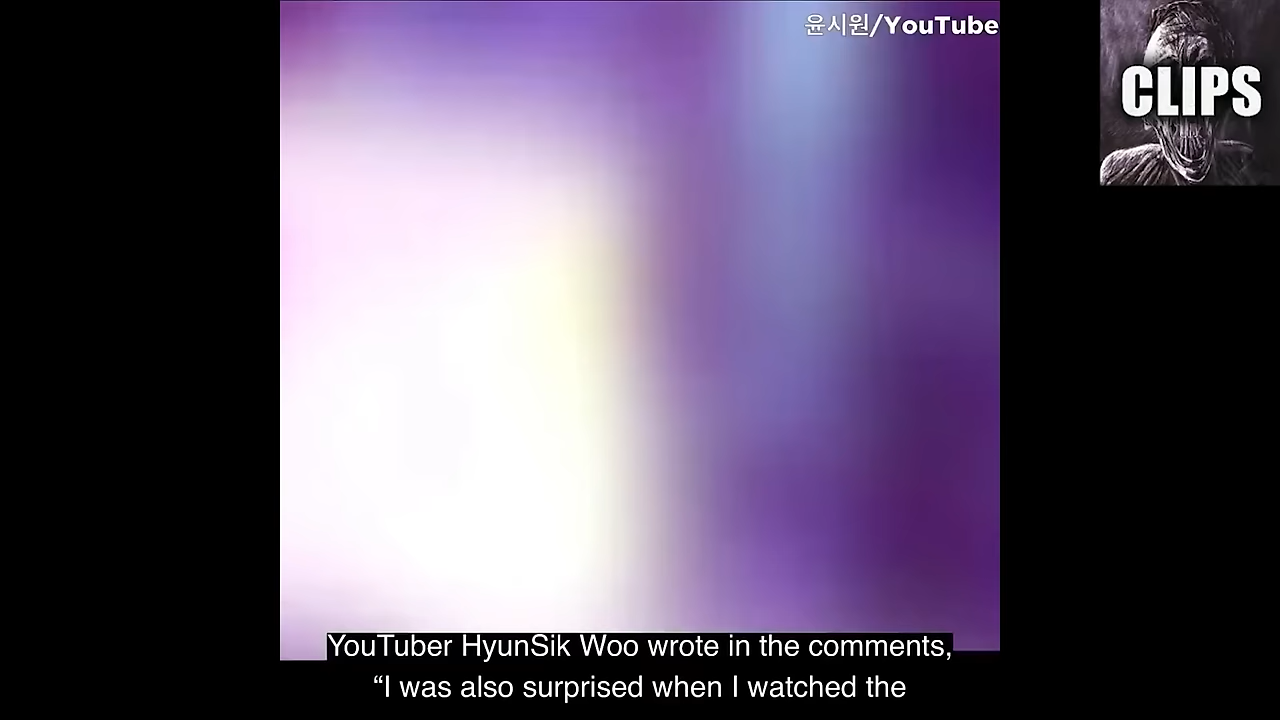 윤시원/YouTube
CLIPS
YouTuber HyunSik Woo wrote in the comments,
“I was also surprised when I watched the